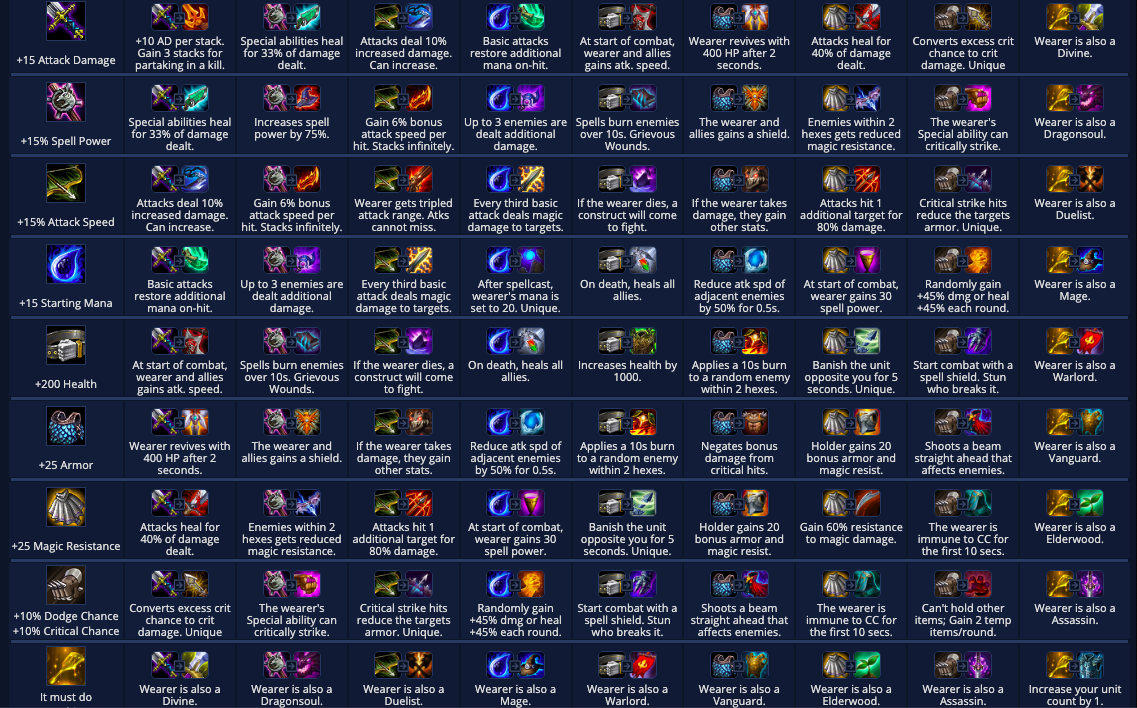 +15 Attack Damage
+10 AD per stack.
Gain 3 stacks for
partaking in a kill.
Special abilities heal
for 33% of damage
dealt.
Attacks deal 10%
increased damage.
Can increase.
Basic attacks
restore additional
mana on-hit.
At start of combat,
wearer and allies
gains atk. speed.
Wearer revives with
400 HP after 2
seconds.
Attacks heal for
40% of damage
dealt.
Converts excess crit
chance to crit
damage. Unique
Wearer is also a
Divine.
+15% Spell Power
Special abilities heal
for 33% of damage
dealt.
Increases spell
power by 75%.
Gain 6% bonus
attack speed per
hit. Stacks infinitely.
Up to 3 enemies are
dealt additional
damage.
Spells burn enemies
over 10s. Grievous
Wounds.
The wearer and
allies gains a shield.
Enemies within 2
hexes gets reduced
magic resistance.
The wearer's
Special ability can
critically strike.
Wearer is also a
Dragonsoul.
+15% Attack Speed
Attacks deal 10%
increased damage.
Can increase.
Gain 6% bonus
attack speed per
hit. Stacks infinitely.
Wearer gets tripled
attack range. Atks
cannot miss.
Every third basic
attack deals magic
damage to targets.
If the wearer dies, a
construct will come
to fight.
If the wearer takes
damage, they gain
other stats.
Attacks hit 1
additional target for
80% damage.
Critical strike hits
reduce the targets
armor. Unique.
Wearer is also a
Duelist.
+15 Starting Mana
Basic attacks
restore additional
mana on-hit.
Up to 3 enemies are
dealt additional
damage.
Every third basic
attack deals magic
damage to targets.
After spellcast,
wearer's mana is
set to 20. Unique.
On death, heals all
allies.
Reduce atk spd of
adjacent enemies
by 50% for 0.5s.
At start of combat,
wearer gains 30
spell power.
Randomly gain
+45% dmg or heal
+45% each round.
Wearer is also a
Mage.
+200 Health
At start of combat,
wearer and allies
gains atk. speed.
Spells burn enemies
over 10s. Grievous
Wounds.
If the wearer dies, a
construct will come
to fight.
On death, heals all
allies.
Increases health by
1000.
Applies a 10s burn
to a random enemy
within 2 hexes.
Banish the unit
opposite you for 5
seconds. Unique.
Start combat with a
spell shield. Stun
who breaks it.
Wearer is also a
Warlord.
+25 Armor
Wearer revives with
400 HP after 2
seconds.
The wearer and
allies gains a shield.
If the wearer takes
damage, they gain
other stats.
Reduce atk spd of
adjacent enemies
by 50% for 0.5s.
Applies a 10s burn
to a random enemy
within 2 hexes.
Negates bonus
damage from
critical hits.
Holder gains 20
bonus armor and
magic resist.
Shoots a beam
straight ahead that
affects enemies.
Wearer is also a
Vanguard.
+25 Magic Resistance
Attacks heal for
40% of damage
dealt.
Enemies within 2
hexes gets reduced
magic resistance.
Attacks hit 1
additional target for
80% damage.
At start of combat,
wearer gains 30
spell power.
Banish the unit
opposite you for 5
seconds. Unique.
Holder gains 20
bonus armor and
magic resist.
Gain 60% resistance
to magic damage.
The wearer is
immune to CC for
the first 10 secs.
Wearer is also a
Elderwood.
+10% Dodge Chance
+10% Critical Chance
Converts excess crit
chance to crit
damage. Unique
The wearer's
Special ability can
critically strike.
Critical strike hits
reduce the targets
armor. Unique.
Randomly gain
+45% dmg or heal
+45% each round.
Start combat with a
spell shield. Stun
who breaks it.
Shoots a beam
straight ahead that
affects enemies.
The wearer is
immune to CC for
the first 10 secs.
Can't hold other
items; Gain 2 temp
items/round.
Wearer is also a
Assassin.
It must do
Wearer is also a
Divine.
Wearer is also a
Dragonsoul.
Wearer is also a
Duelist.
Wearer is also a
Mage.
Wearer is also a
Warlord.
Wearer is also a
Vanguard.
Wearer is also a
Elderwood.
Wearer is also a
Assassin.
Increase your unit
count by 1.